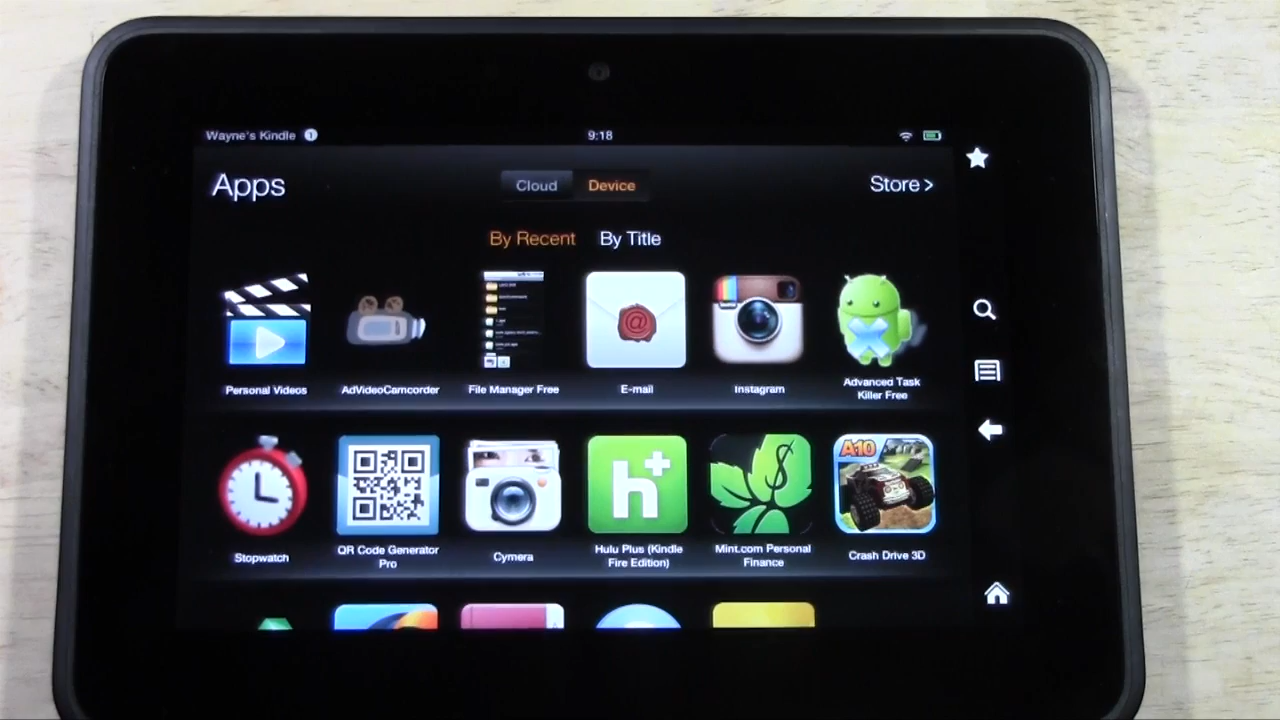 Wayne's Kindle 1 9:18
Apps Cloud Device Store >
By Recent By Title
Personal Videos AdVideoCamcorder File Manager Free E-mail Instagram Advanced Task
Killer Free
A10
h+
Stopwatch QR Code Generator
Pro Cymera Hulu Plus (Kindle
Fire Edition) Mint.com Personal
Finance Crash Drive 3D